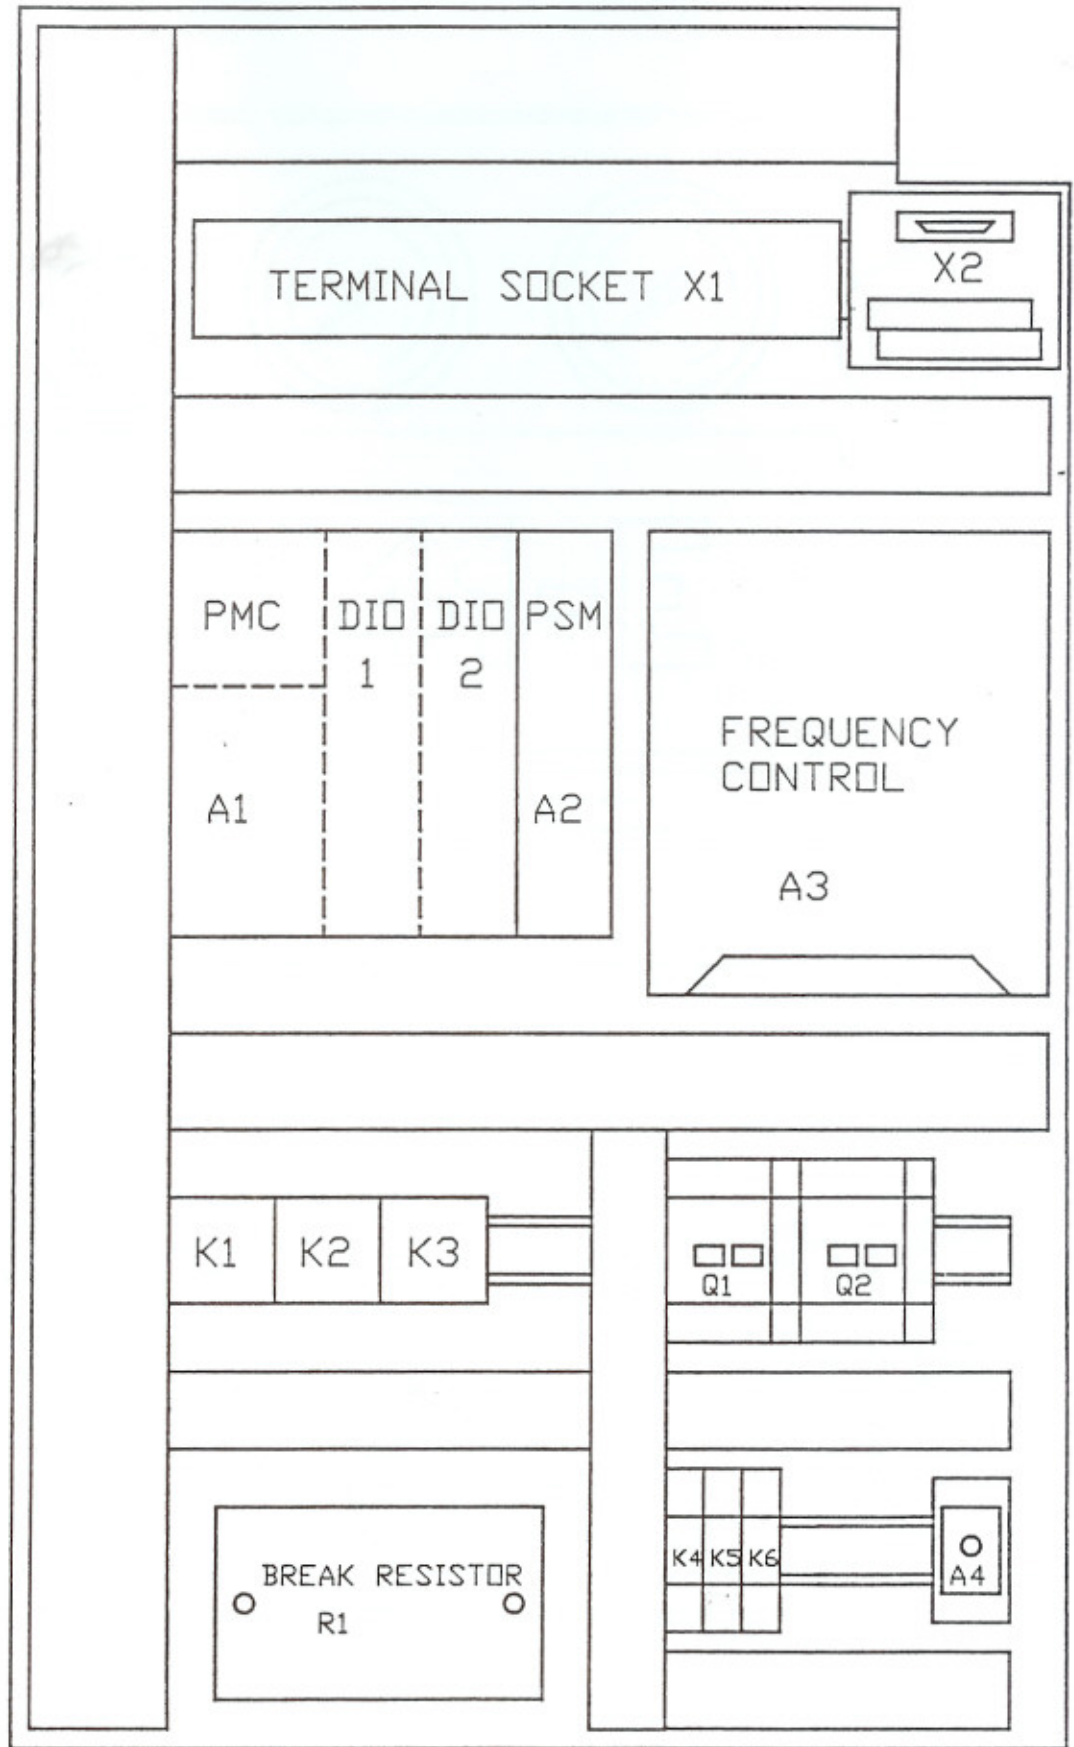 TERMINAL SOCKET X1
X2
PMC
DIO
1
DIO
2
PSM
A1
A2
FREQUENCY
CONTROL
A3
K1
K2
K3
Q1
Q2
BREAK RESISTOR
R1
K4
K5
K6
A4